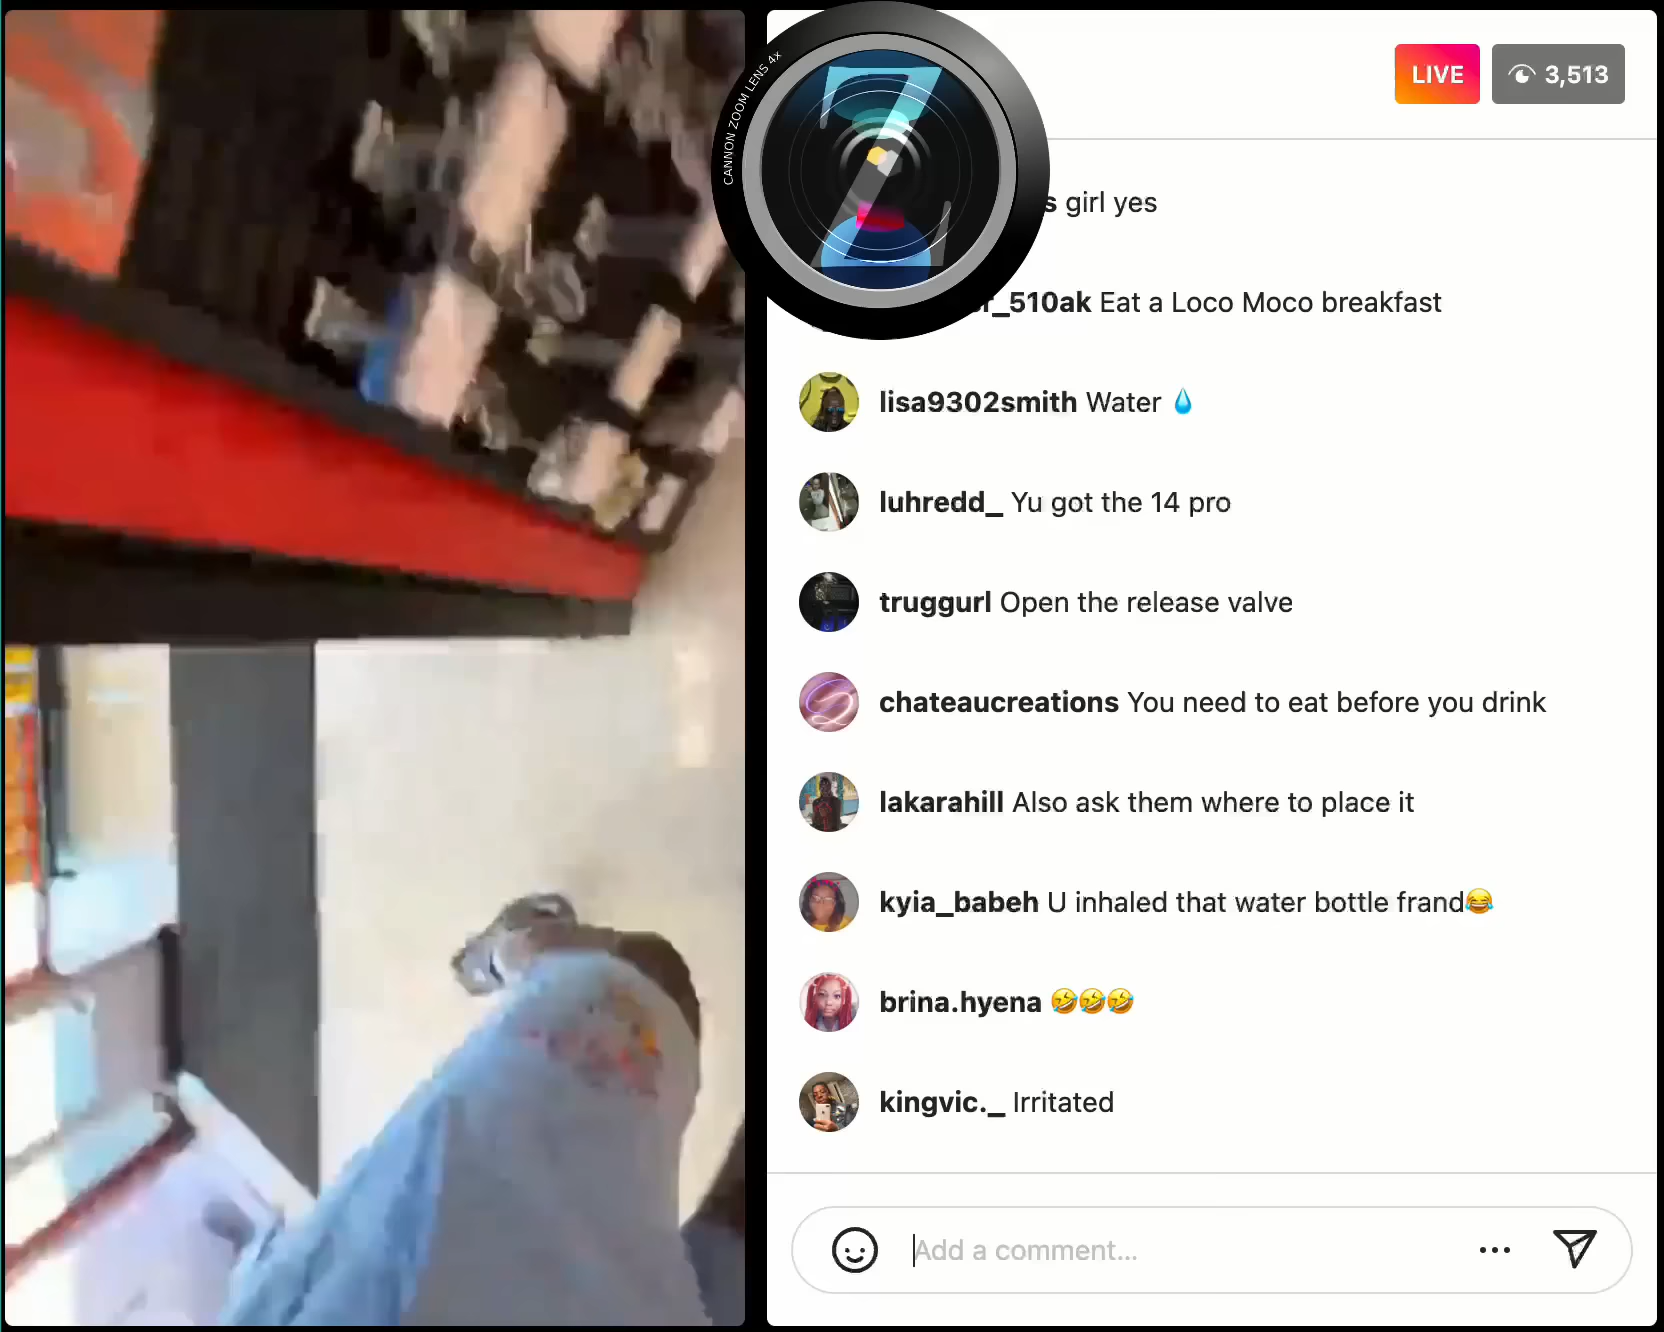 CANNON ZOOM LENS 4x
Z
LIVE 3,513
s girl yes
r_510ak Eat a Loco Moco breakfast
lisa9302smith Water 💧
luhredd_ Yu got the 14 pro
truggurl Open the release valve
chateaucreations You need to eat before you drink
lakarahill Also ask them where to place it
kyia_babeh U inhaled that water bottle frand😂
brina.hyena 🤣🤣🤣
kingvic._ Irritated
Add a comment...